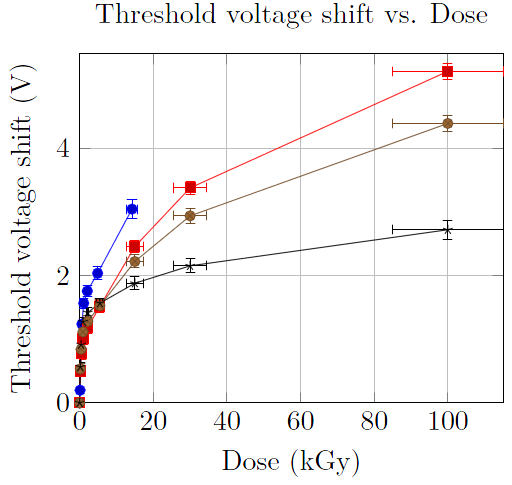 Threshold voltage shift vs. Dose
Threshold voltage shift (V)
4
2
0
0 20 40 60 80 100
Dose (kGy)